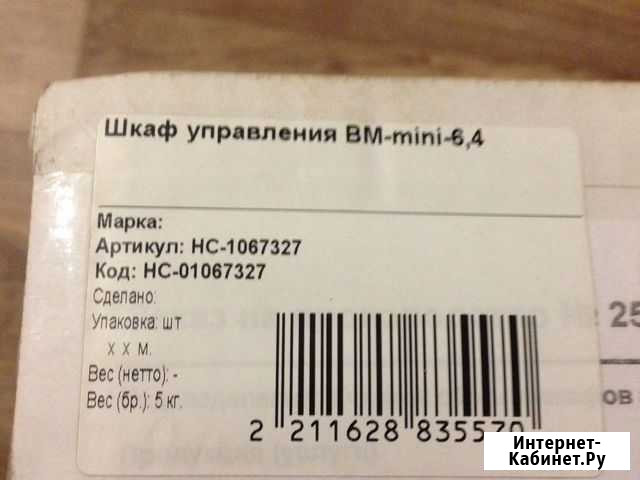 Шкаф управления BM-mini-6,4
Марка:
Артикул: НС-1067327
Код: НС-01067327
Сделано:
Упаковка: шт
х х м.
Вес (нетто): -
Вес (бр.): 5 кг.
25
ов
2 211628 835570
Интернет-
Кабинет.Ру